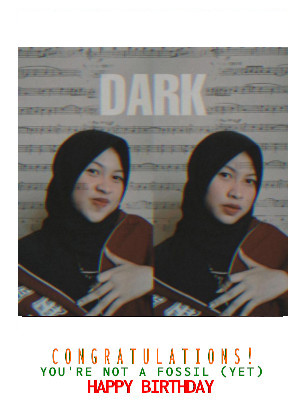 DARK
CONGRATULATIONS!
YOU'RE NOT A FOSSIL (YET)
HAPPY BIRTHDAY